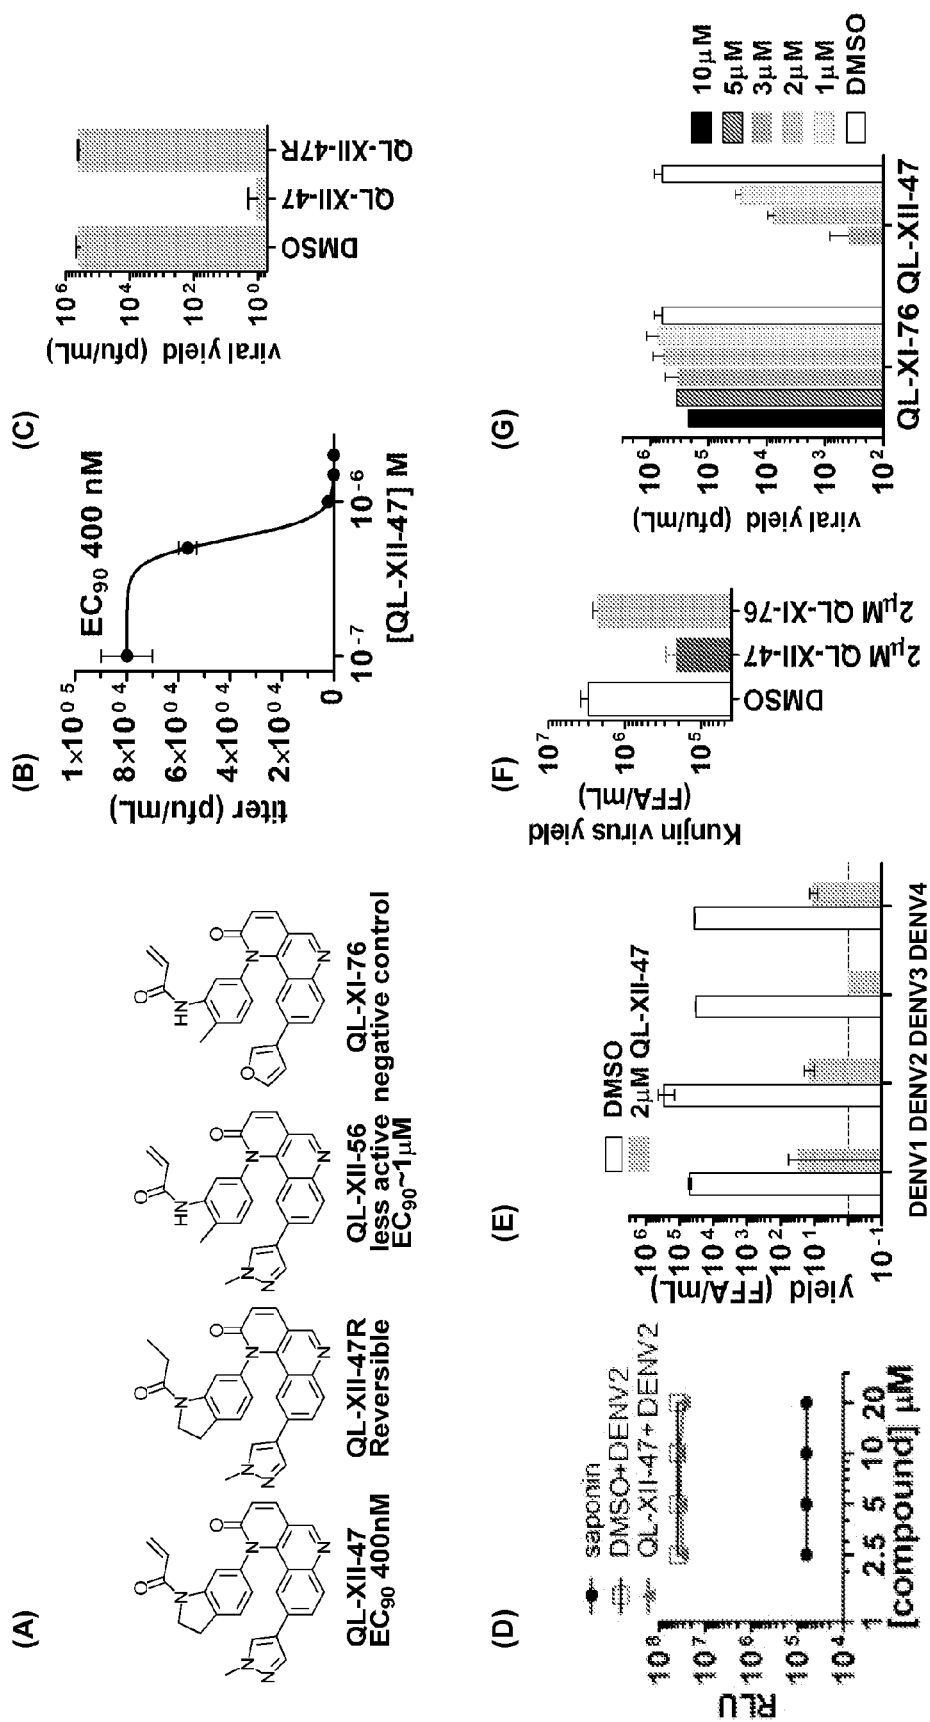 (A)
QL-XII-47
EC90 400nM
QL-XII-47R
Reversible
QL-XII-56
less active
EC90~1μM
QL-XI-76
negative control
(B)
titer (pfu/mL)
1×10^05
8×10^04
6×10^04
4×10^04
2×10^04
0
EC90 400 nM
10^-7
10^-6
[QL-XII-47] M
(C)
viral yield (pfu/mL)
10^6
10^4
10^2
10^0
DMSO
QL-XII-47
QL-XII-47R
(D)
RLU
10^8
10^7
10^6
10^5
10^4
saponin
DMSO+DENV2
QL-XII-47+DENV2
1 2.5 5 10 20
[compound] μM
(E)
yield (FFA/mL)
10^6
10^5
10^4
10^3
10^2
10^1
10^-1
DMSO
2μM QL-XII-47
DENV1 DENV2 DENV3 DENV4
(F)
Kunjin virus yield
(FFA/mL)
10^7
10^6
10^5
DMSO
2μM QL-XII-47
2μM QL-XI-76
(G)
viral yield (pfu/mL)
10^6
10^5
10^4
10^3
10^2
QL-XI-76 QL-XII-47
10μM
5μM
3μM
2μM
1μM
DMSO